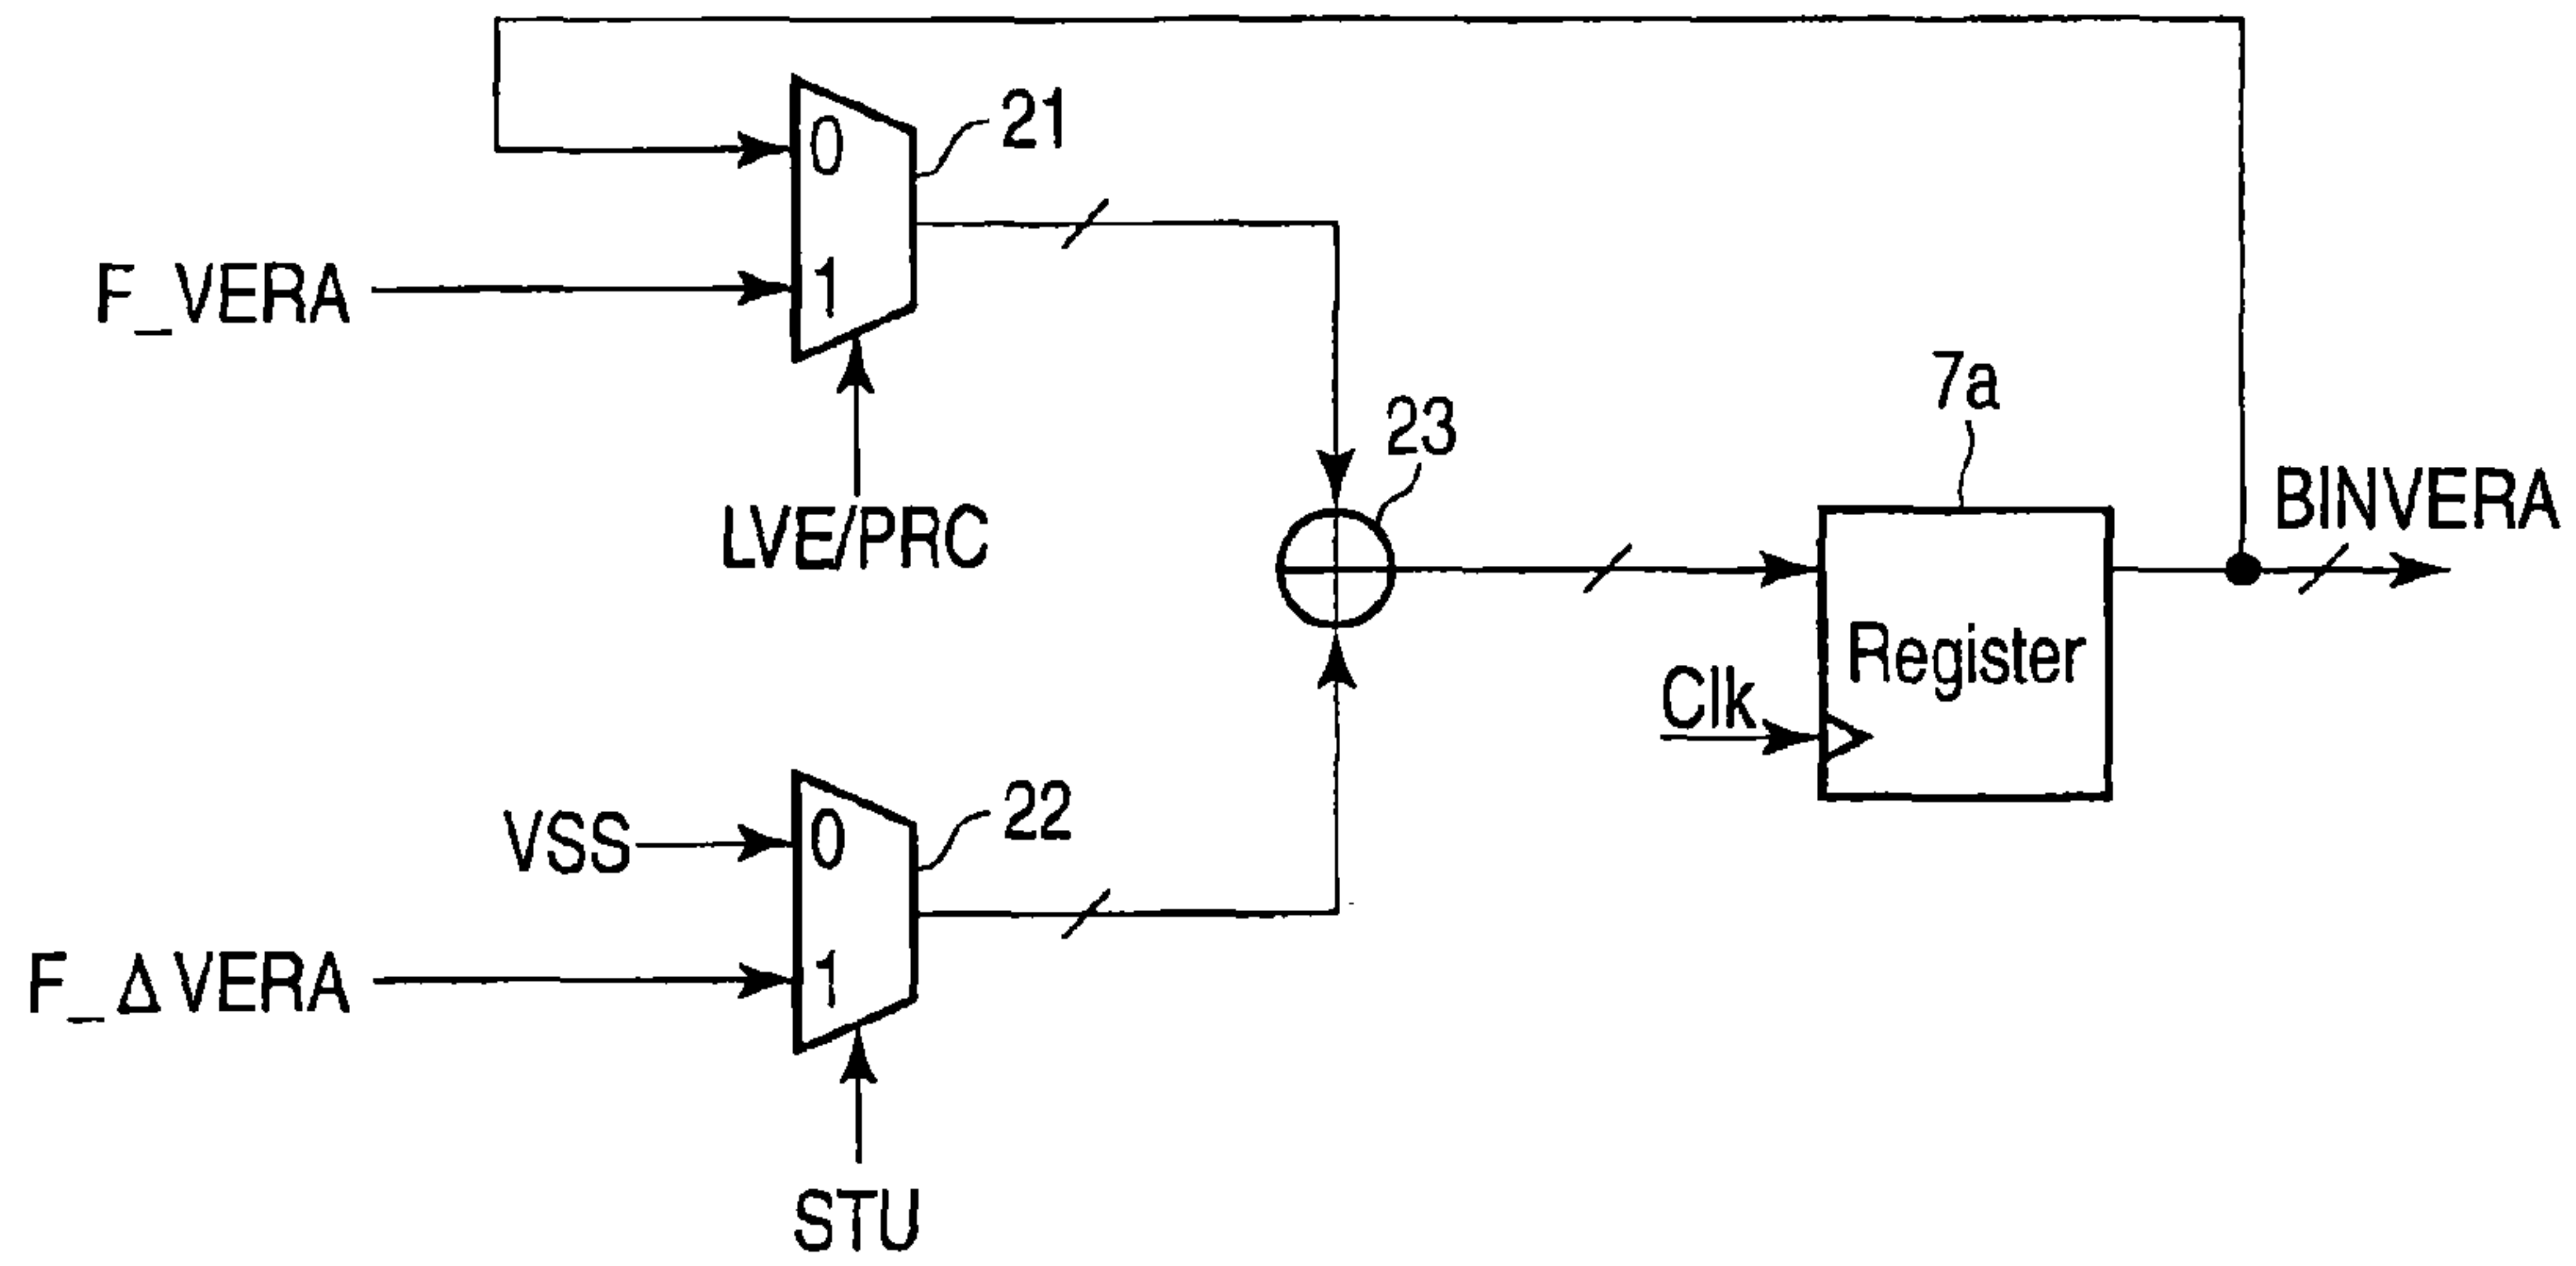 0
21
F_VERA
1
LVE/PRC
23
7a
BINVERA
Register
Clk
VSS
0
22
F_ΔVERA
1
STU